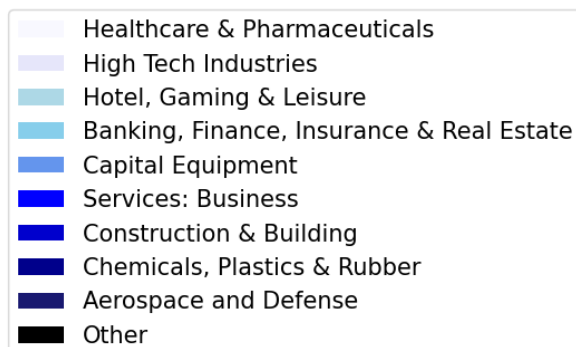 Healthcare & Pharmaceuticals
High Tech Industries
Hotel, Gaming & Leisure
Banking, Finance, Insurance & Real Estate
Capital Equipment
Services: Business
Construction & Building
Chemicals, Plastics & Rubber
Aerospace and Defense
Other